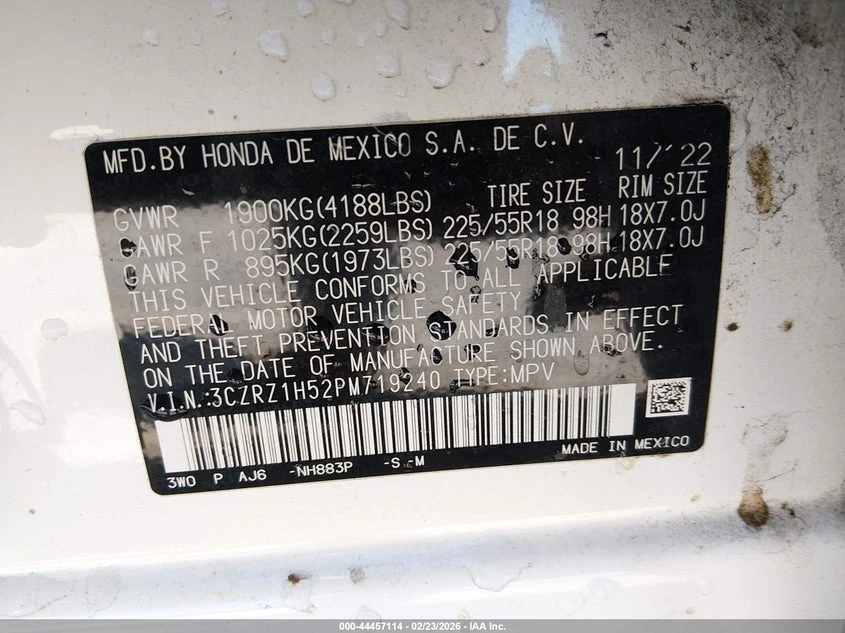 MFD.BY HONDA DE MEXICO S.A. DE C.V. 11/'22
GVWR 1900KG(4188LBS) TIRE SIZE RIM SIZE
GAWR F 1025KG(2259LBS) 225/55R18 98H 18X7.0J
GAWR R 895KG(1973LBS) 225/55R18 98H 18X7.0J
THIS VEHICLE CONFORMS TO ALL APPLICABLE
FEDERAL MOTOR VEHICLE SAFETY
AND THEFT PREVENTION STANDARDS IN EFFECT
ON THE DATE OF MANUFACTURE SHOWN ABOVE.
V.I.N.:3CZRZ1H52PM719240 TYPE:MPV
3W0 P AJ6 -NH883P -S -M MADE IN MEXICO
000-44457114 - 02/23/2026 - IAA Inc.